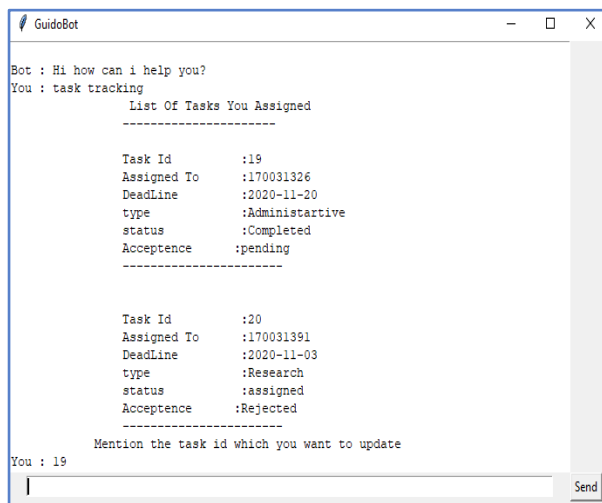 GuidoBot
Bot : Hi how can i help you?
You : task tracking
List Of Tasks You Assigned
----------------------
Task Id :19
Assigned To :170031326
DeadLine :2020-11-20
type :Administartive
status :Completed
Acceptence :pending
-----------------------
Task Id :20
Assigned To :170031391
DeadLine :2020-11-03
type :Research
status :assigned
Acceptence :Rejected
-----------------------
Mention the task id which you want to update
You : 19
Send